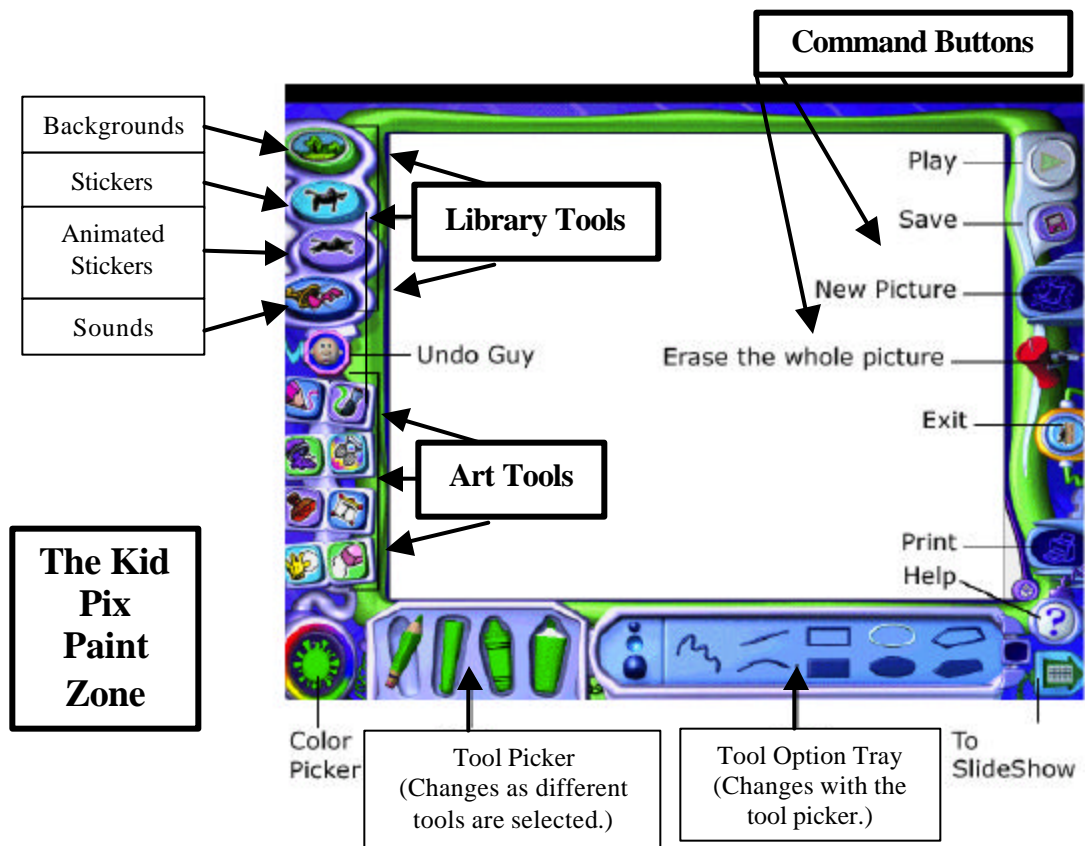 Command Buttons
Backgrounds
Stickers
Animated
Stickers
Sounds
Library Tools
Play
Save
New Picture
Undo Guy
Erase the whole picture
Exit
Art Tools
The Kid
Pix
Paint
Zone
Print
Help
?
Color
Picker
Tool Picker
(Changes as different
tools are selected.)
Tool Option Tray
(Changes with the
tool picker.)
To
SlideShow